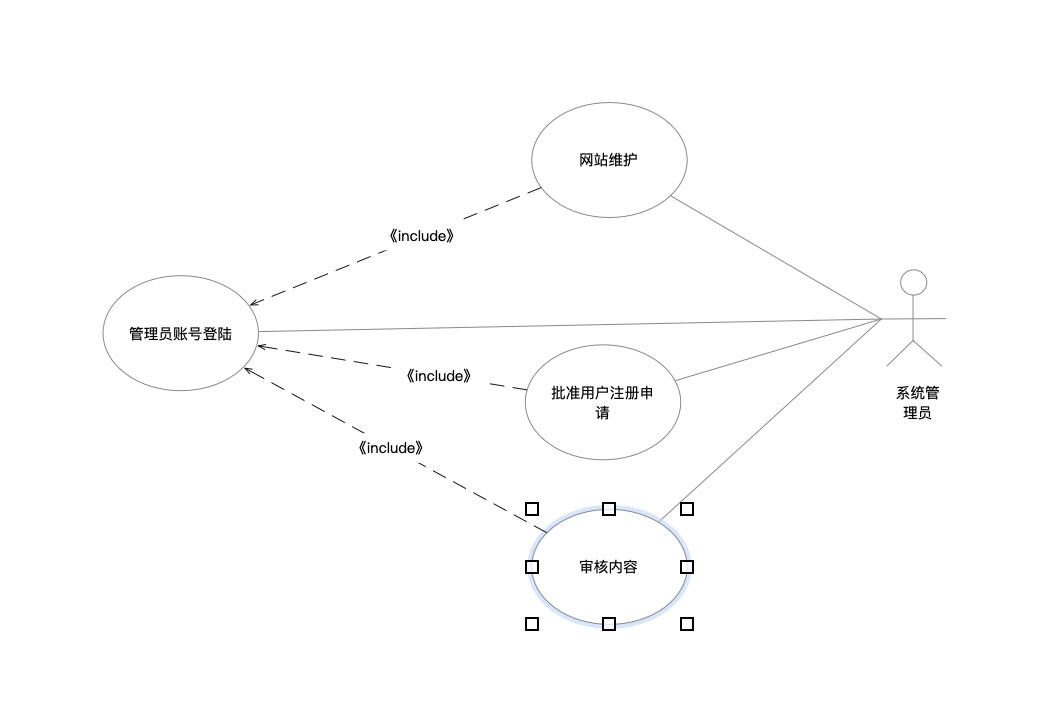 网站维护
《include》
管理员账号登陆
《include》
批准用户注册申
请
系统管
理员
《include》
审核内容